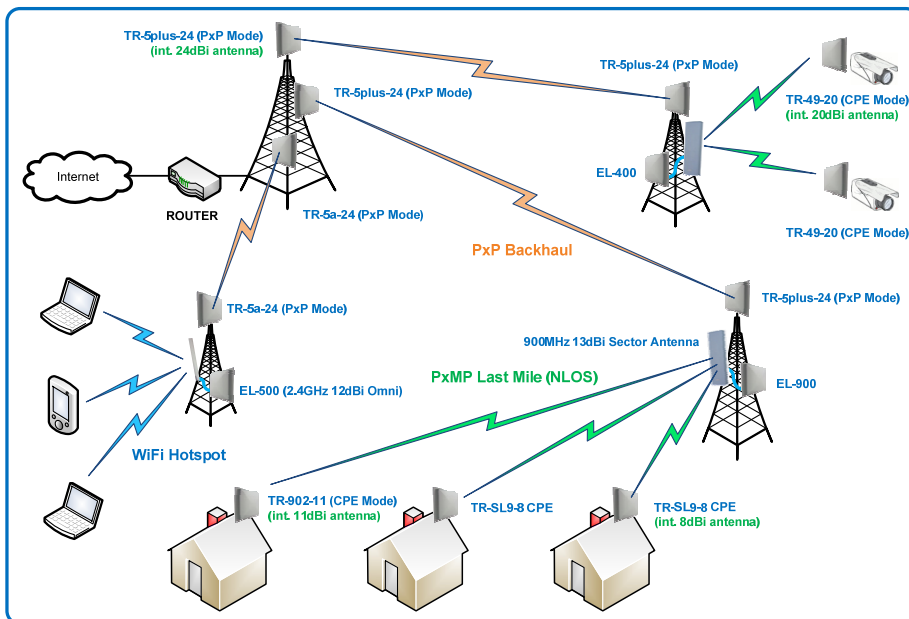 TR-5plus-24 (PxP Mode)
(int. 24dBi antenna)
TR-5plus-24 (PxP Mode)
TR-5plus-24 (PxP Mode)
TR-49-20 (CPE Mode)
(int. 20dBi antenna)
EL-400
Internet
ROUTER
TR-5a-24 (PxP Mode)
TR-49-20 (CPE Mode)
PxP Backhaul
TR-5plus-24 (PxP Mode)
TR-5a-24 (PxP Mode)
900MHz 13dBi Sector Antenna
PxMP Last Mile (NLOS)
EL-500 (2.4GHz 12dBi Omni)
EL-900
WiFi Hotspot
TR-902-11 (CPE Mode)
(int. 11dBi antenna)
TR-SL9-8 CPE
TR-SL9-8 CPE
(int. 8dBi antenna)